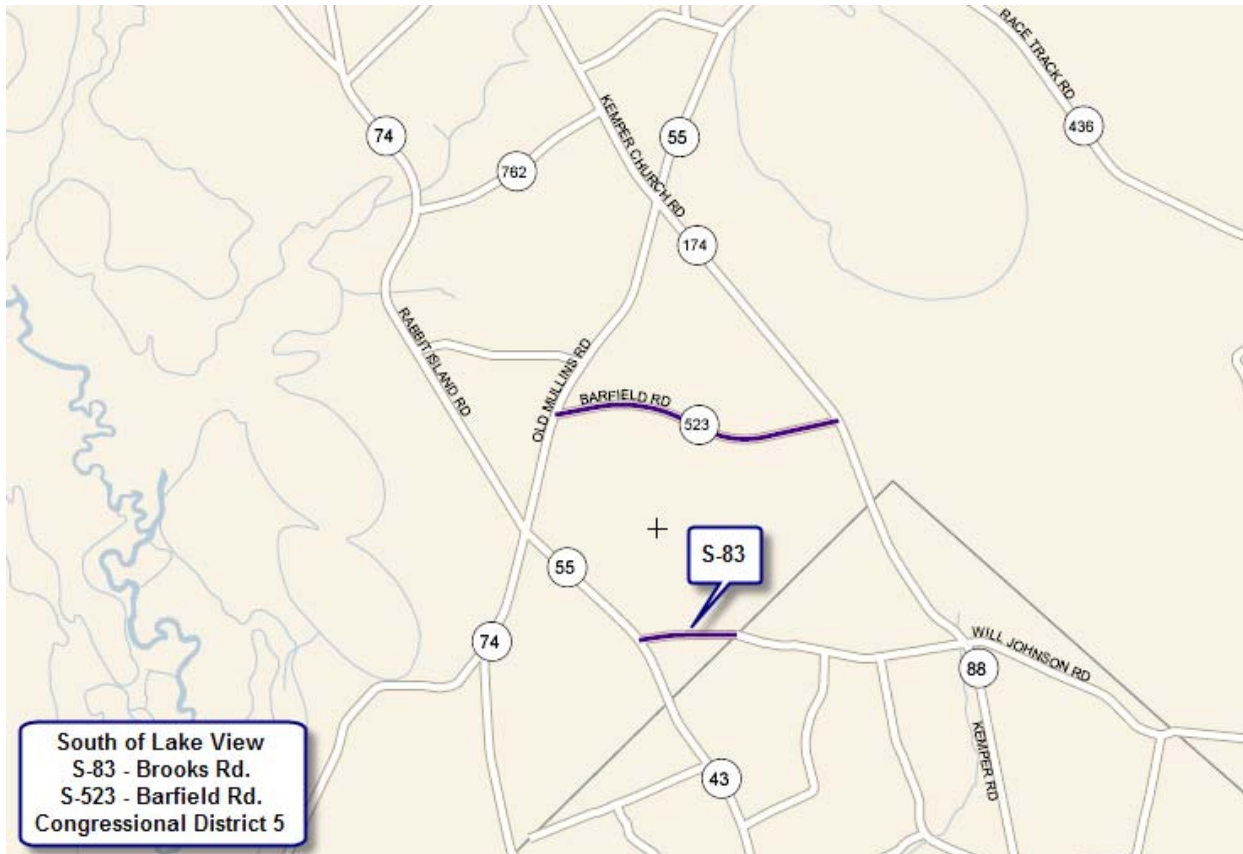 RACE TRACK RD
436
74
KEMPER CHURCH RD
55
762
174
RABBIT ISLAND RD
OLD MULLINS RD
BARFIELD RD
523
S-83
55
74
WILL JOHNSON RD
88
KEMPER RD
43
South of Lake View
S-83 - Brooks Rd.
S-523 - Barfield Rd.
Congressional District 5